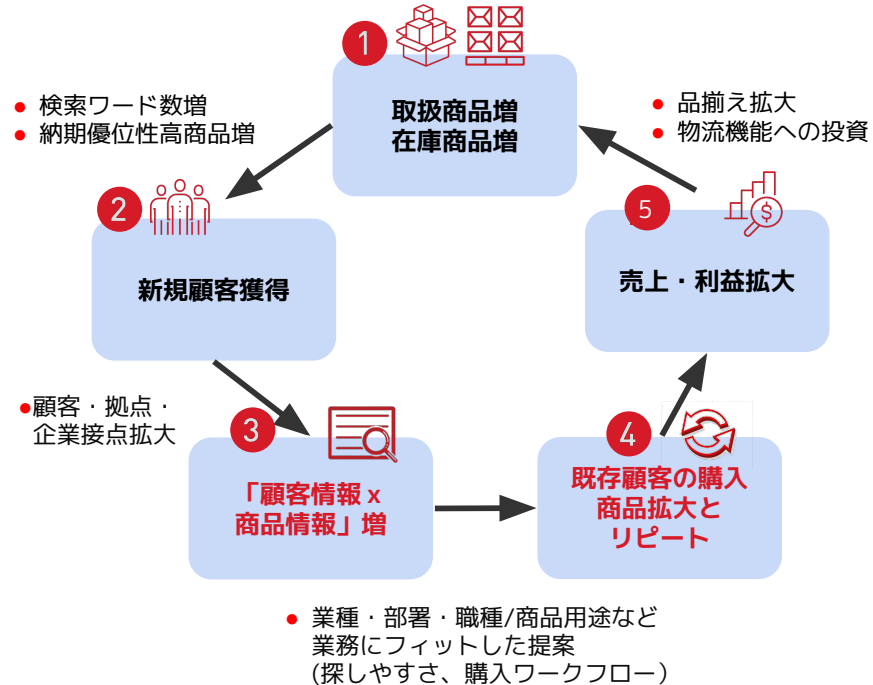 1
取扱商品増
在庫商品増
● 検索ワード数増
● 納期優位性高商品増
2
新規顧客獲得
●顧客・拠点・
企業接点拡大
3
「顧客情報 x
商品情報」増
● 業種・部署・職種/商品用途など
業務にフィットした提案
(探しやすさ、購入ワークフロー)
4
既存顧客の購入
商品拡大と
リピート
5
$
売上・利益拡大
● 品揃え拡大
● 物流機能への投資